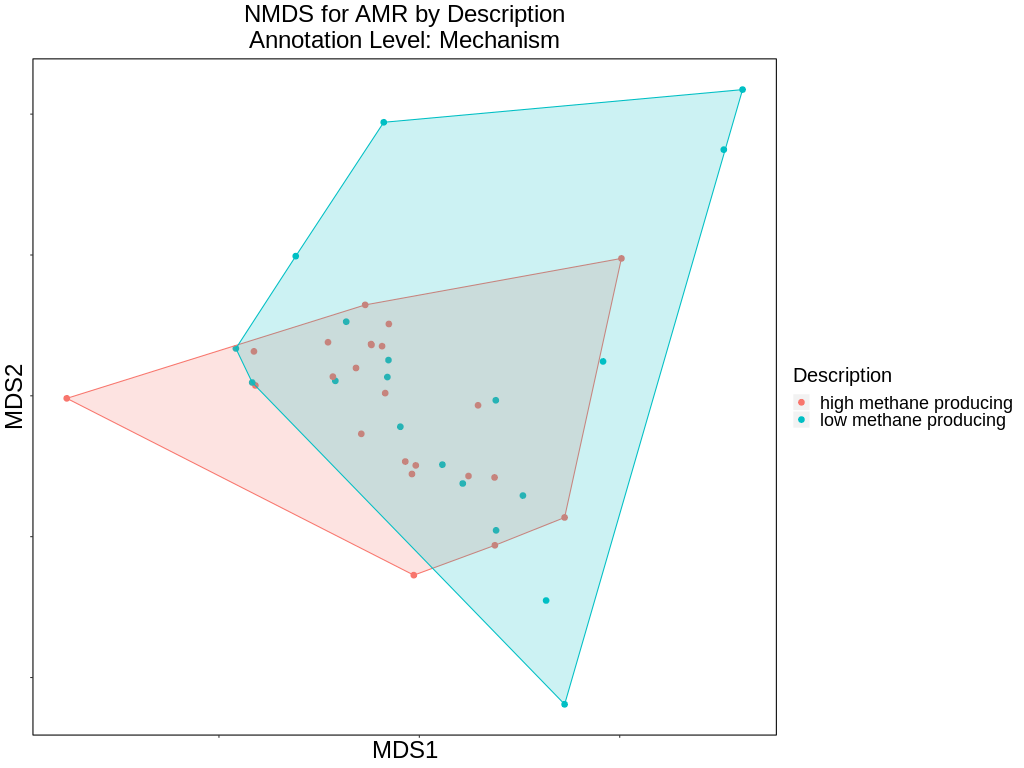 NMDS for AMR by Description
Annotation Level: Mechanism
MDS2
MDS1
Description
high methane producing
low methane producing